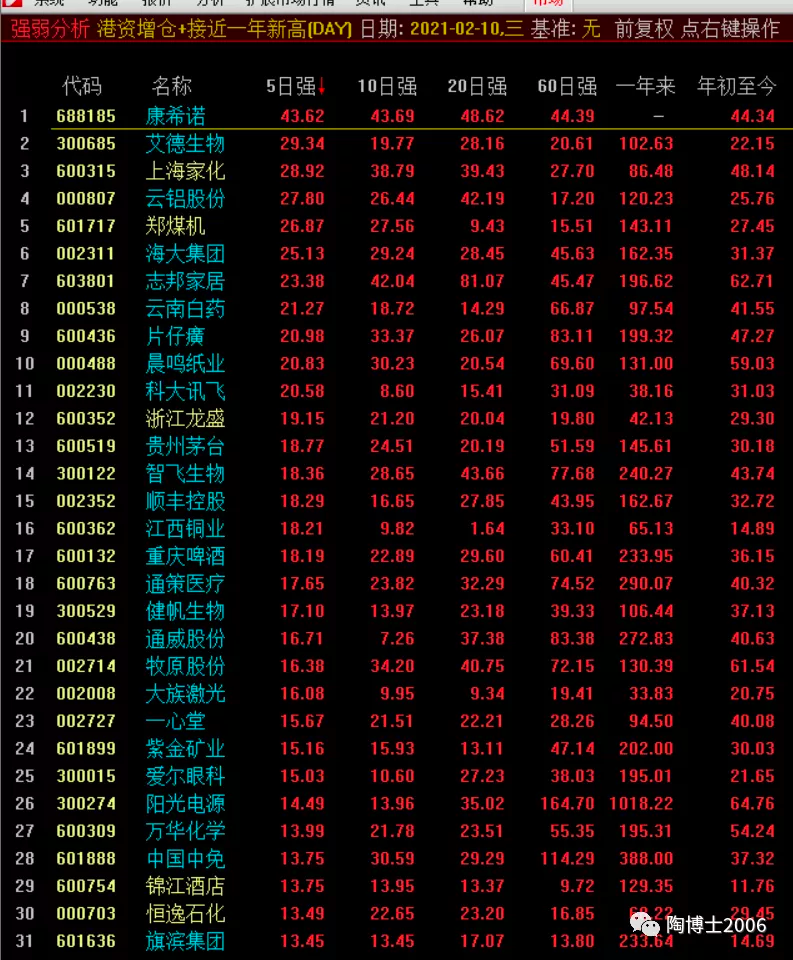 系统 功能 报价 分析 扩展市场行情 资讯 工具 帮助 市场
强弱分析 港资增仓+接近一年新高(DAY) 日期: 2021-02-10,三 基准: 无 前复权 点右键操作
代码 名称 5日强↓ 10日强 20日强 60日强 一年来 年初至今
1 688185 康希诺 43.62 43.69 48.62 44.39 — 44.34
2 300685 艾德生物 29.34 19.77 28.16 20.61 102.63 22.15
3 600315 上海家化 28.92 38.79 39.43 27.70 86.48 48.14
4 000807 云铝股份 27.80 26.44 42.19 17.20 120.23 25.76
5 601717 郑煤机 26.87 27.56 9.43 15.51 143.11 27.45
6 002311 海大集团 25.13 29.24 28.45 45.63 162.35 31.37
7 603801 志邦家居 23.38 42.04 81.07 45.47 196.62 62.71
8 000538 云南白药 21.27 18.72 14.29 66.87 97.54 41.55
9 600436 片仔癀 20.98 33.37 26.07 83.11 199.32 47.27
10 000488 晨鸣纸业 20.83 30.23 20.54 69.60 131.00 59.03
11 002230 科大讯飞 20.58 8.60 15.41 31.09 38.16 31.03
12 600352 浙江龙盛 19.15 21.20 20.04 19.80 42.13 29.30
13 600519 贵州茅台 18.77 24.51 20.19 51.59 145.61 30.18
14 300122 智飞生物 18.36 28.65 43.66 77.68 240.27 43.74
15 002352 顺丰控股 18.29 16.65 27.85 43.95 162.67 32.72
16 600362 江西铜业 18.21 9.82 1.64 33.10 65.13 14.89
17 600132 重庆啤酒 18.19 22.89 29.60 60.41 233.95 36.15
18 600763 通策医疗 17.65 23.82 32.29 74.52 290.07 40.32
19 300529 健帆生物 17.10 13.97 23.18 39.33 106.44 37.13
20 600438 通威股份 16.71 7.26 37.38 83.38 272.83 40.63
21 002714 牧原股份 16.38 34.20 40.75 72.15 130.39 61.54
22 002008 大族激光 16.08 9.95 9.34 19.41 33.83 20.75
23 002727 一心堂 15.67 21.51 22.21 28.26 94.50 40.08
24 601899 紫金矿业 15.16 15.93 13.11 47.14 202.00 30.03
25 300015 爱尔眼科 15.03 10.60 27.23 38.03 195.01 21.65
26 300274 阳光电源 14.49 13.96 35.02 164.70 1018.22 64.76
27 600309 万华化学 13.99 21.78 23.51 55.35 195.31 54.24
28 601888 中国中免 13.75 30.59 29.29 114.29 388.00 37.32
29 600754 锦江酒店 13.75 13.95 13.37 9.72 129.35 11.76
30 000703 恒逸石化 13.49 22.65 23.20 16.85 29.45
31 601636 旗滨集团 13.45 13.45 17.07 13.80 233.64 14.69
陶博士2006